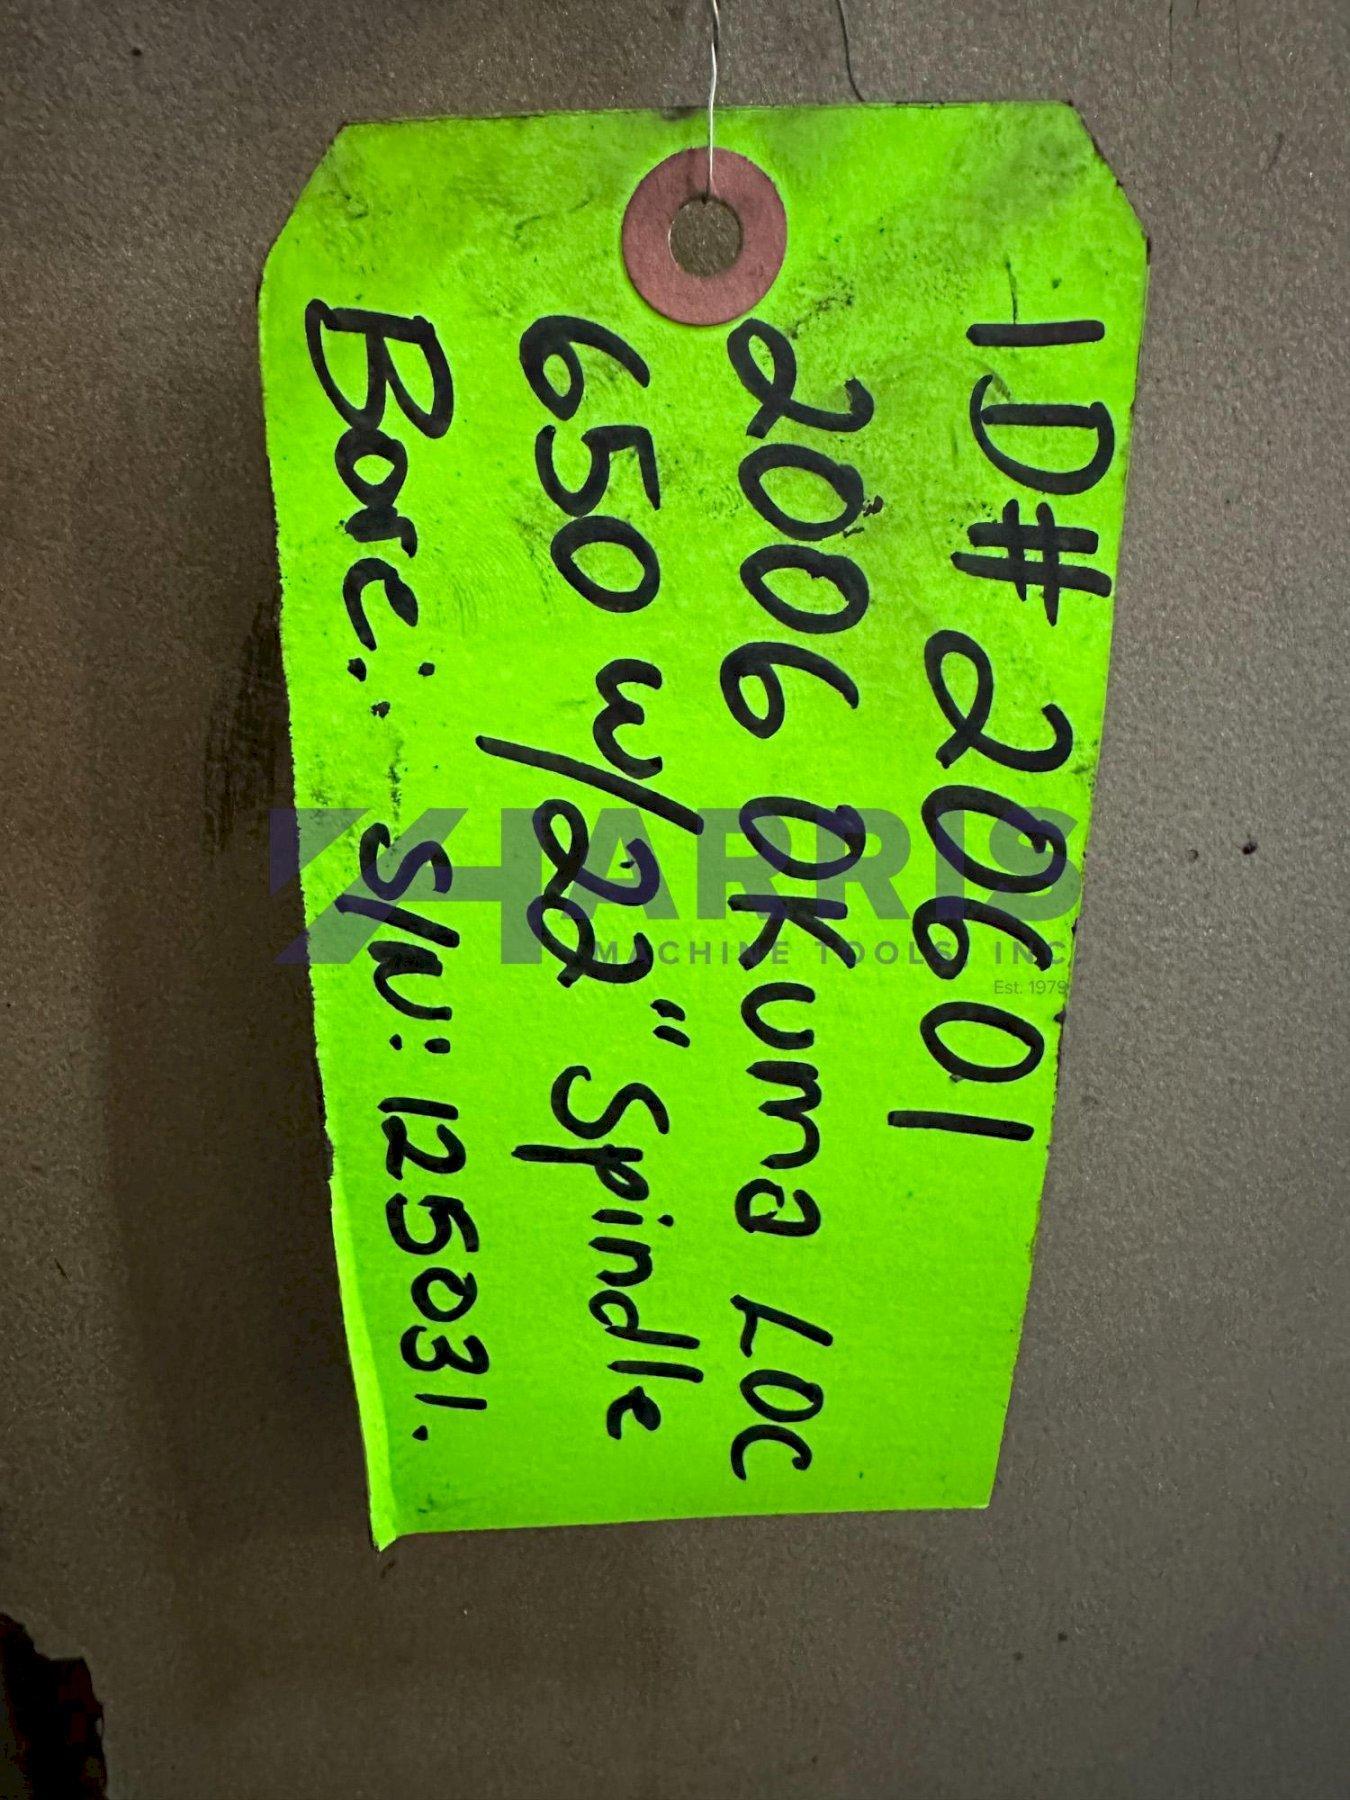 ID# 20601
2006 OKuma LOC
650 w/22" Spindle
Bore. S/N: 125031.
HARRIS
MACHINE TOOLS, INC.
Est. 1979